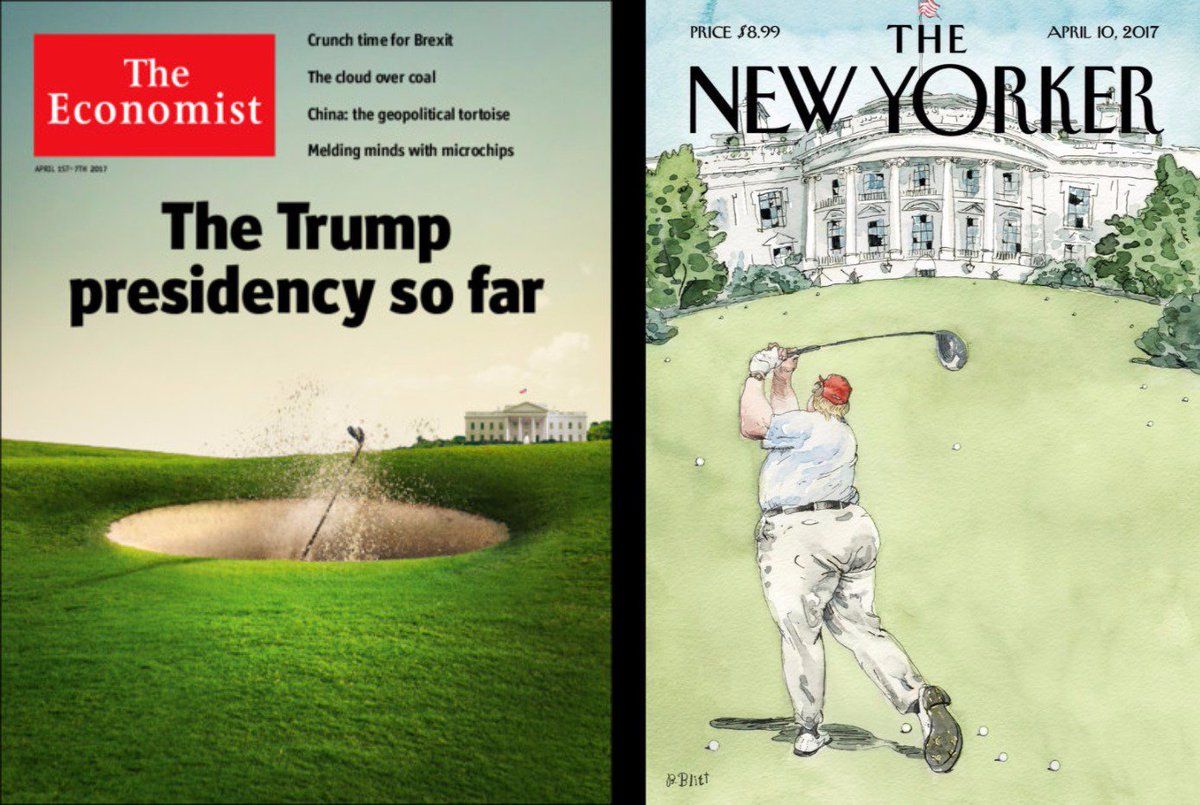 The
Economist
APRIL 1ST-7TH 2017
Crunch time for Brexit
The cloud over coal
China: the geopolitical tortoise
Melding minds with microchips
The Trump
presidency so far
PRICE $8.99
THE
APRIL 10, 2017
NEW YORKER
B. Blitt